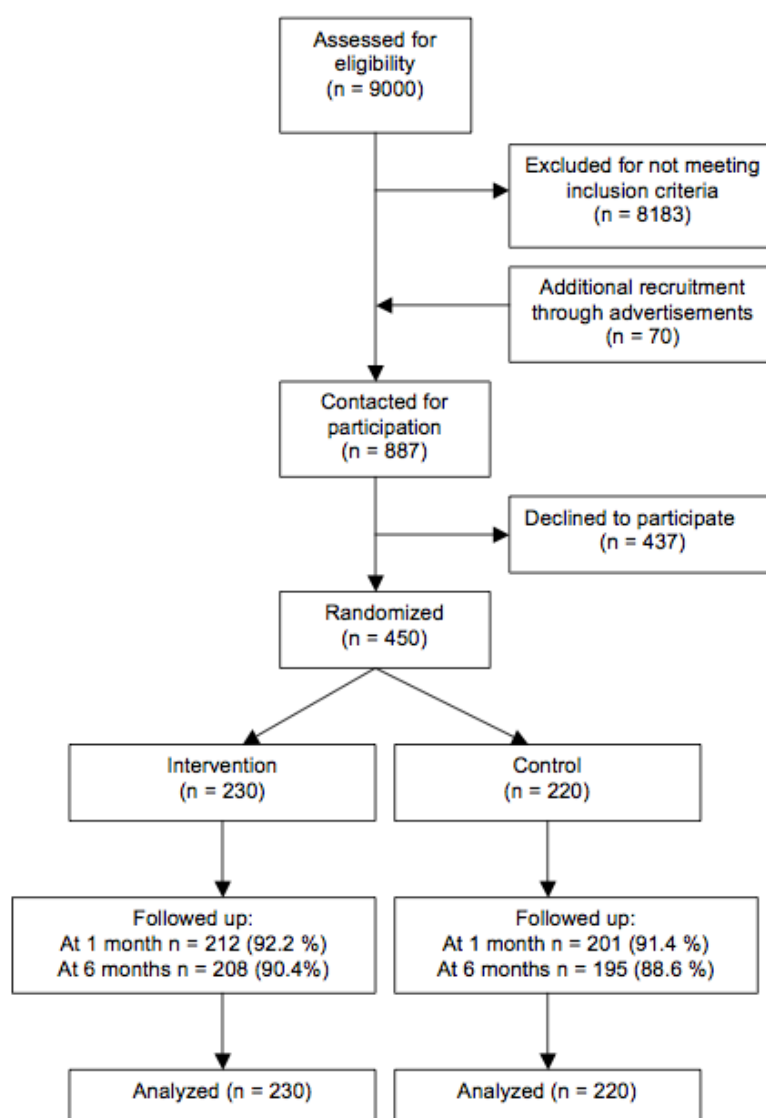 Assessed for
eligibility
(n = 9000)
Excluded for not meeting
inclusion criteria
(n = 8183)
Additional recruitment
through advertisements
(n = 70)
Contacted for
participation
(n = 887)
Declined to participate
(n = 437)
Randomized
(n = 450)
Intervention
(n = 230)
Control
(n = 220)
Followed up:
At 1 month n = 212 (92.2 %)
At 6 months n = 208 (90.4%)
Followed up:
At 1 month n = 201 (91.4 %)
At 6 months n = 195 (88.6 %)
Analyzed (n = 230)
Analyzed (n = 220)